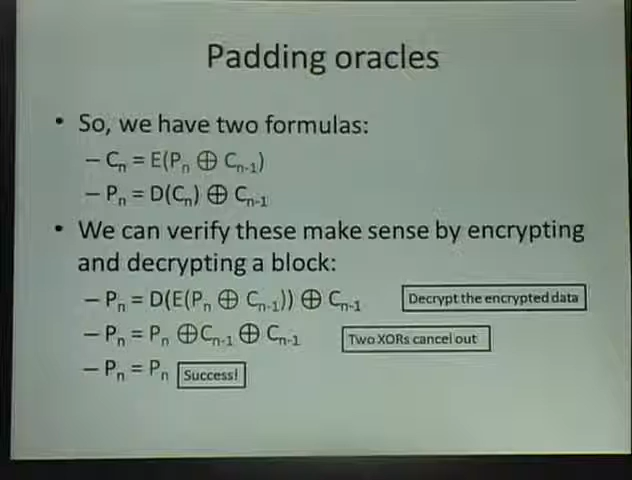 Padding oracles
• So, we have two formulas:
– Cn = E(Pn ⊕ Cn-1)
– Pn = D(Cn) ⊕ Cn-1
• We can verify these make sense by encrypting
and decrypting a block:
– Pn = D(E(Pn ⊕ Cn-1)) ⊕ Cn-1 Decrypt the encrypted data
– Pn = Pn ⊕Cn-1 ⊕ Cn-1 Two XORs cancel out
– Pn = Pn Success!